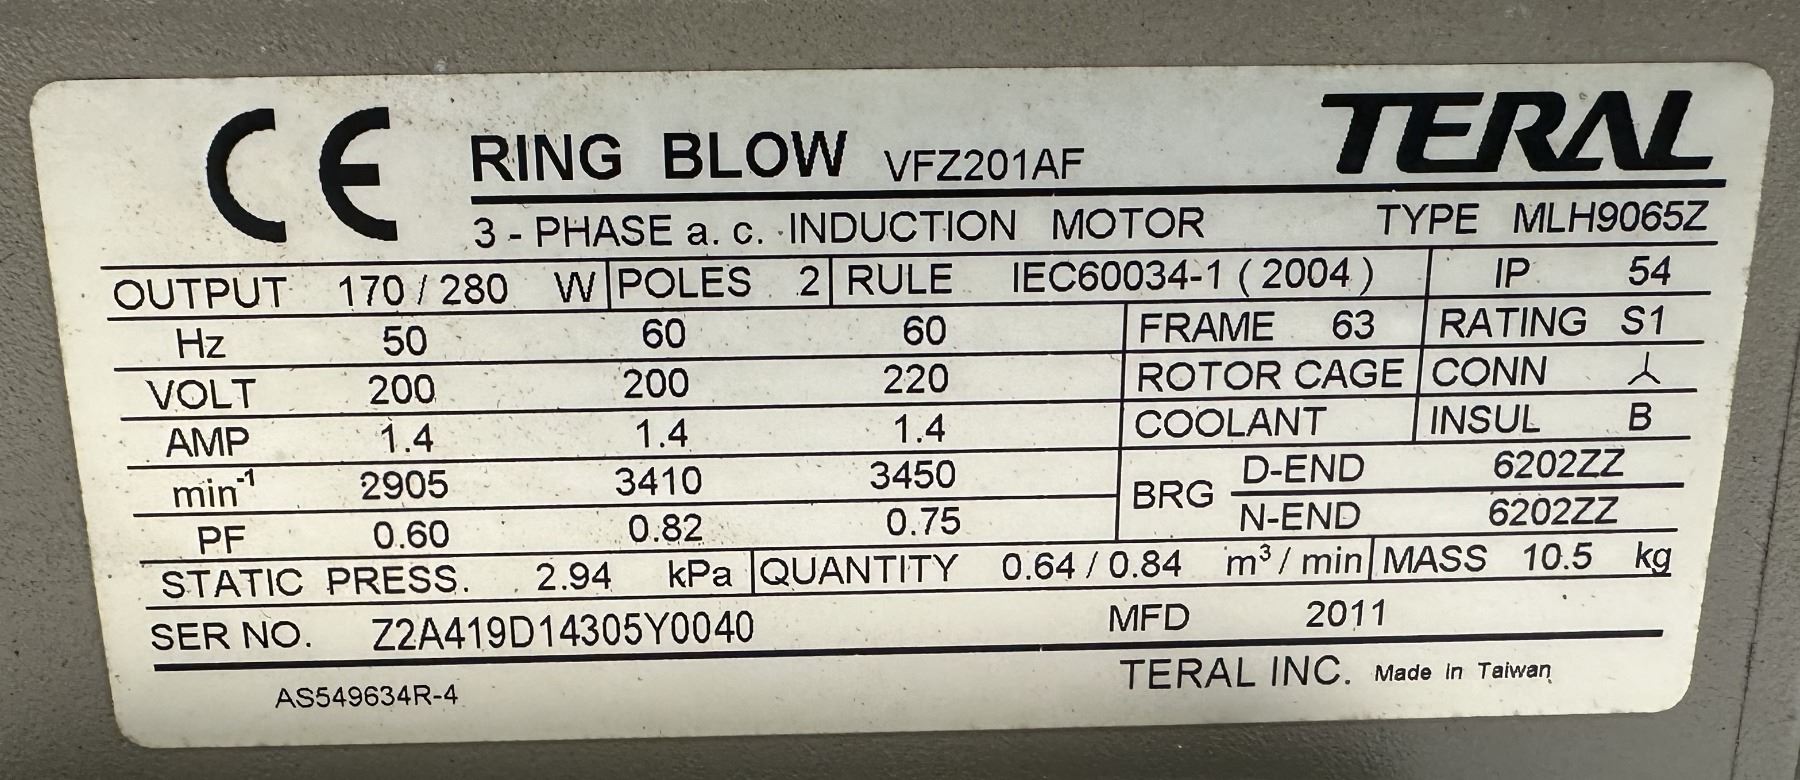 CE RING BLOW VFZ201AF TERAL
3 - PHASE a. c. INDUCTION MOTOR TYPE MLH9065Z
OUTPUT 170 / 280 W POLES 2 RULE IEC60034-1 ( 2004 ) IP 54
Hz 50 60 60 FRAME 63 RATING S1
VOLT 200 200 220 ROTOR CAGE CONN
AMP 1.4 1.4 1.4 COOLANT INSUL B
min⁻¹ 2905 3410 3450 BRG D-END 6202ZZ
PF 0.60 0.82 0.75 N-END 6202ZZ
STATIC PRESS. 2.94 kPa QUANTITY 0.64 / 0.84 m³ / min MASS 10.5 kg
SER NO. Z2A419D14305Y0040 MFD 2011
TERAL INC. Made in Taiwan
AS549634R-4